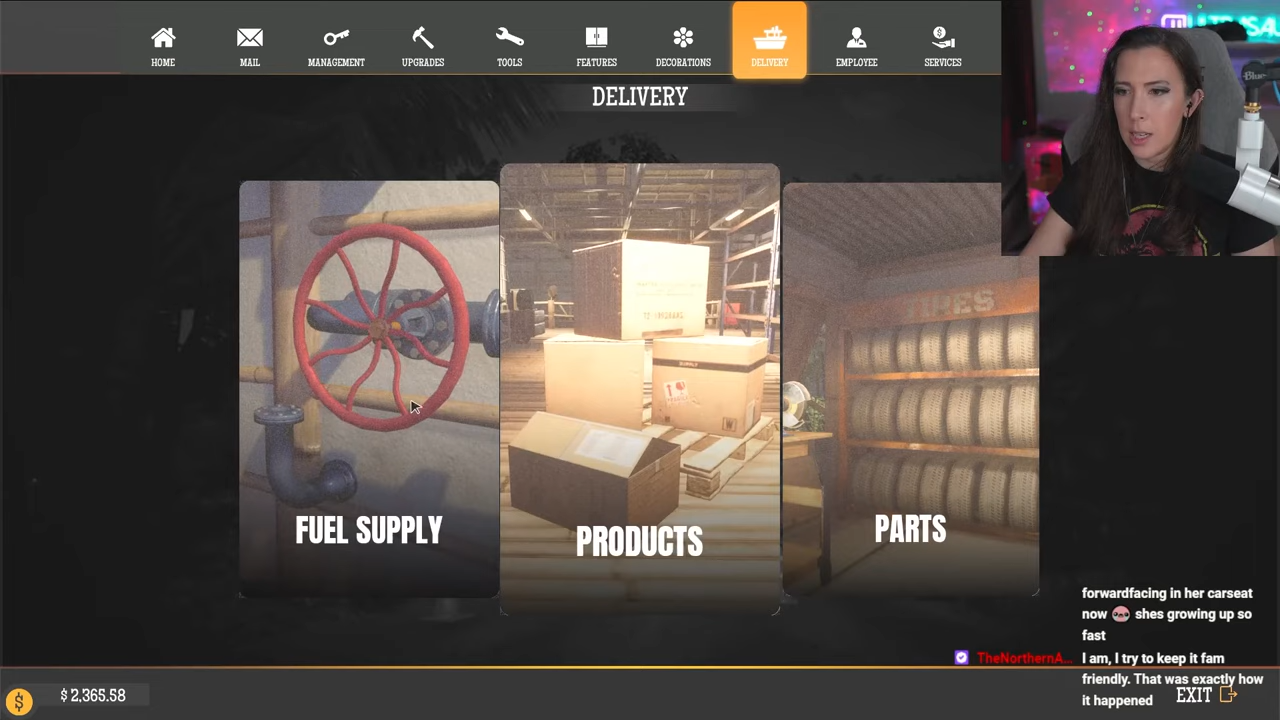 HOME
MAIL
MANAGEMENT
UPGRADES
TOOLS
FEATURES
DECORATIONS
DELIVERY
EMPLOYEE
SERVICES
DELIVERY
FUEL SUPPLY
PRODUCTS
PARTS
TIRES
forwardfacing in her carseat
now shes growing up so
fast
TheNorthernA... I am, I try to keep it fam
friendly. That was exactly how
it happened
$ 2,365.58
EXIT